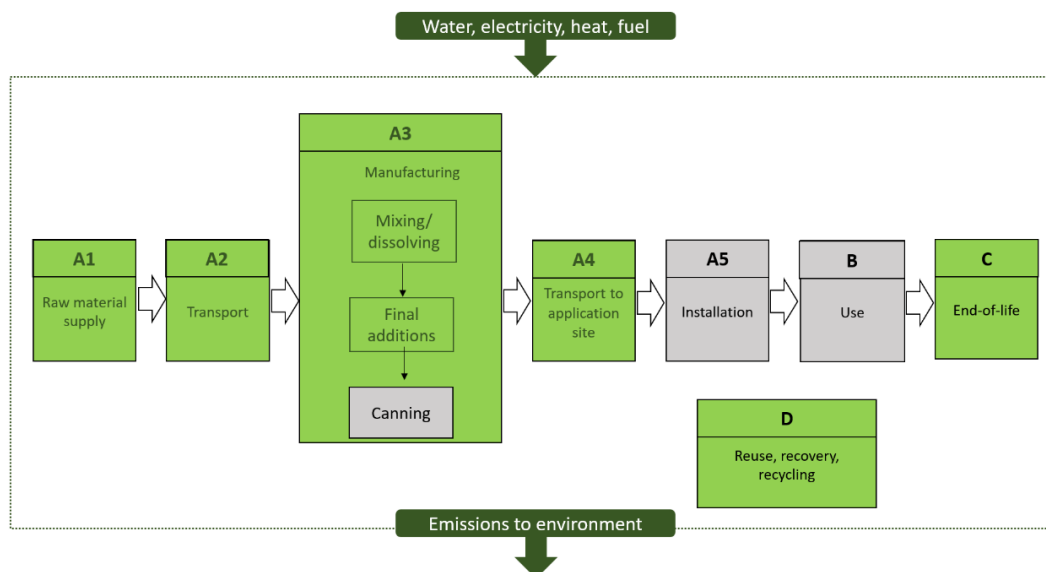 Water, electricity, heat, fuel
A3
Manufacturing
Mixing/
dissolving
Final
additions
Canning
A1
Raw material
supply
A2
Transport
A4
Transport to
application
site
A5
Installation
B
Use
C
End-of-life
D
Reuse, recovery,
recycling
Emissions to environment